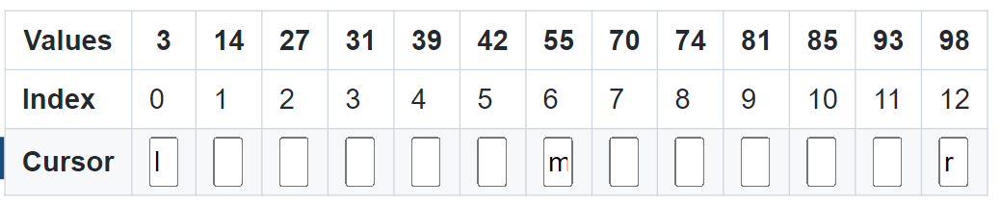 Values 3 14 27 31 39 42 55 70 74 81 85 93 98
Index 0 1 2 3 4 5 6 7 8 9 10 11 12
Cursor l m r